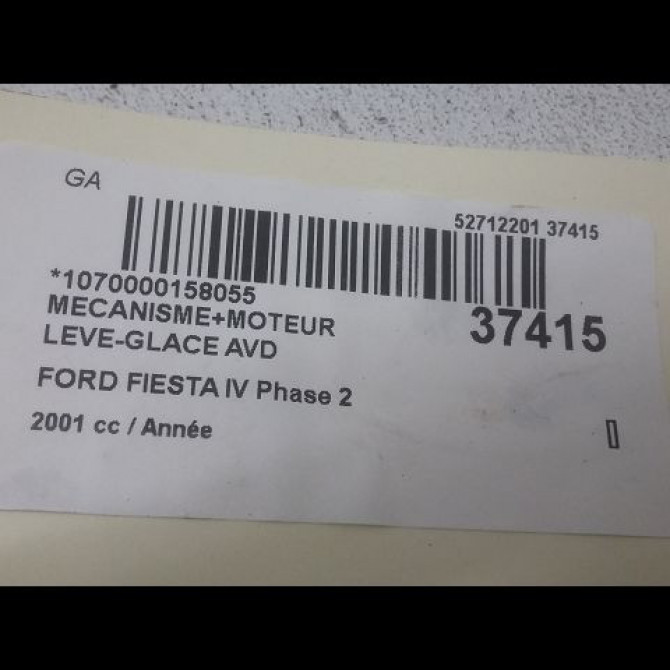 GA
52712201 37415
*1070000158055
37415
MECANISME+MOTEUR
LEVE-GLACE AVD
FORD FIESTA IV Phase 2
2001 cc / Année